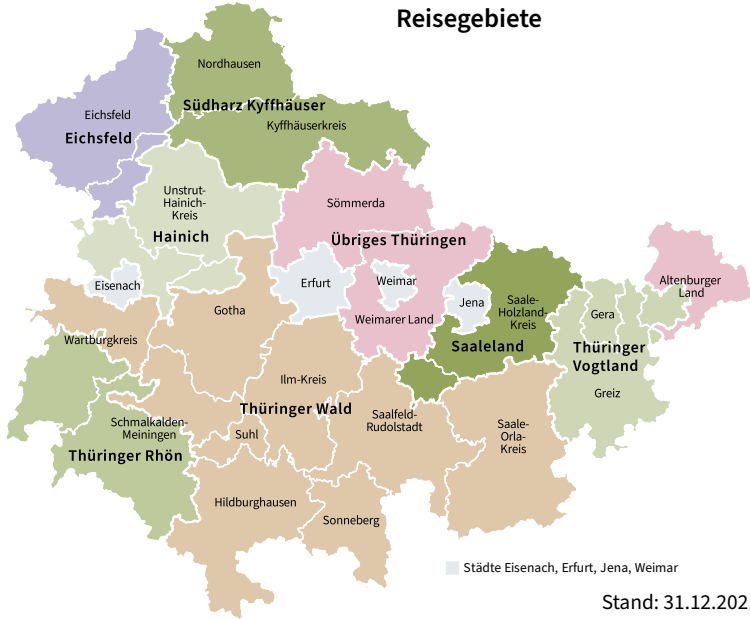 Reisegebiete
Nordhausen
Südharz Kyffhäuser
Kyffhäuserkreis
Eichsfeld
Eichsfeld
Unstrut-
Hainich-
Kreis
Hainich
Sömmerda
Übriges Thüringen
Eisenach
Erfurt
Weimar
Jena
Weimarer Land
Saale-
Holzland-
Kreis
Saaleland
Altenburger
Land
Gera
Thüringer
Vogtland
Greiz
Gotha
Wartburgkreis
Ilm-Kreis
Thüringer Wald
Schmalkalden-
Meiningen
Thüringer Rhön
Suhl
Saalfeld-
Rudolstadt
Saale-
Orla-
Kreis
Hildburghausen
Sonneberg
Städte Eisenach, Erfurt, Jena, Weimar
Stand: 31.12.202